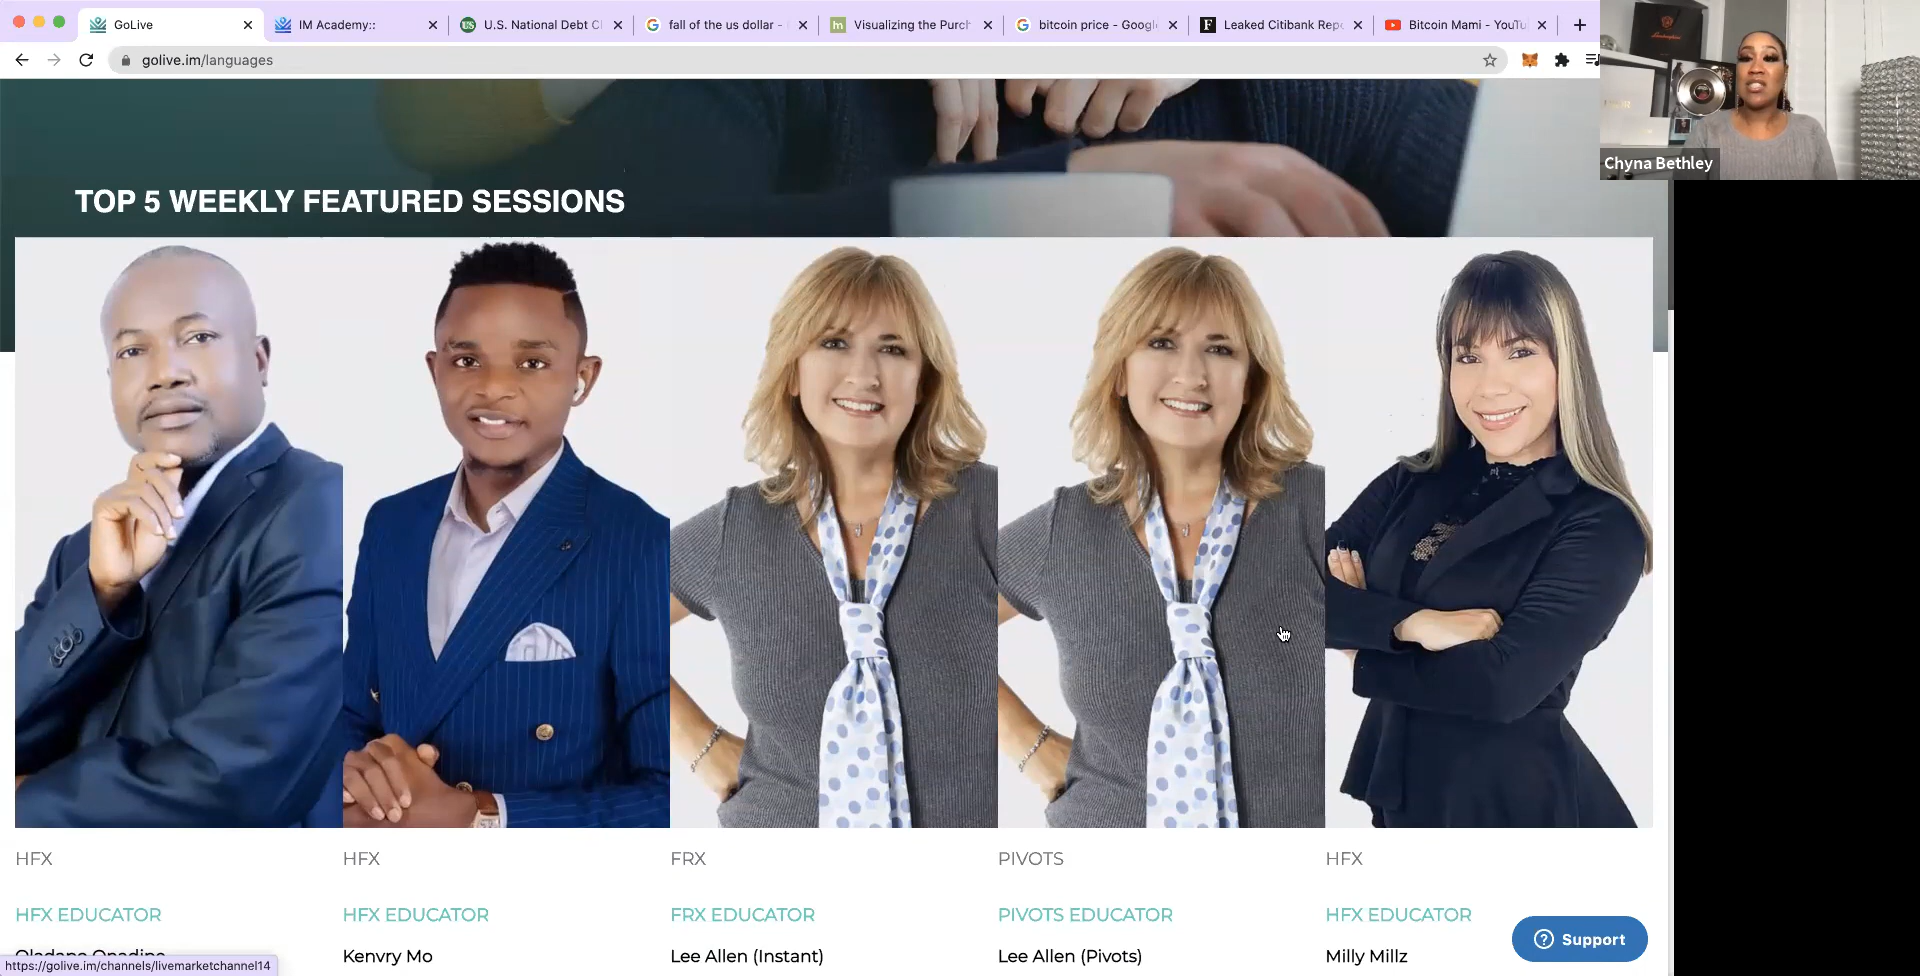 GoLive
IM Academy::
U.S. National Debt C
fall of the us dollar -
Visualizing the Purch
bitcoin price - Google
Leaked Citibank Repo
Bitcoin Mami - YouTu
golive.im/languages
Chyna Bethley
TOP 5 WEEKLY FEATURED SESSIONS
HFX
HFX
FRX
PIVOTS
HFX
HFX EDUCATOR
HFX EDUCATOR
FRX EDUCATOR
PIVOTS EDUCATOR
HFX EDUCATOR
Kenvry Mo
Lee Allen (Instant)
Lee Allen (Pivots)
Milly Millz
Support
https://golive.im/channels/livemarketchannel14